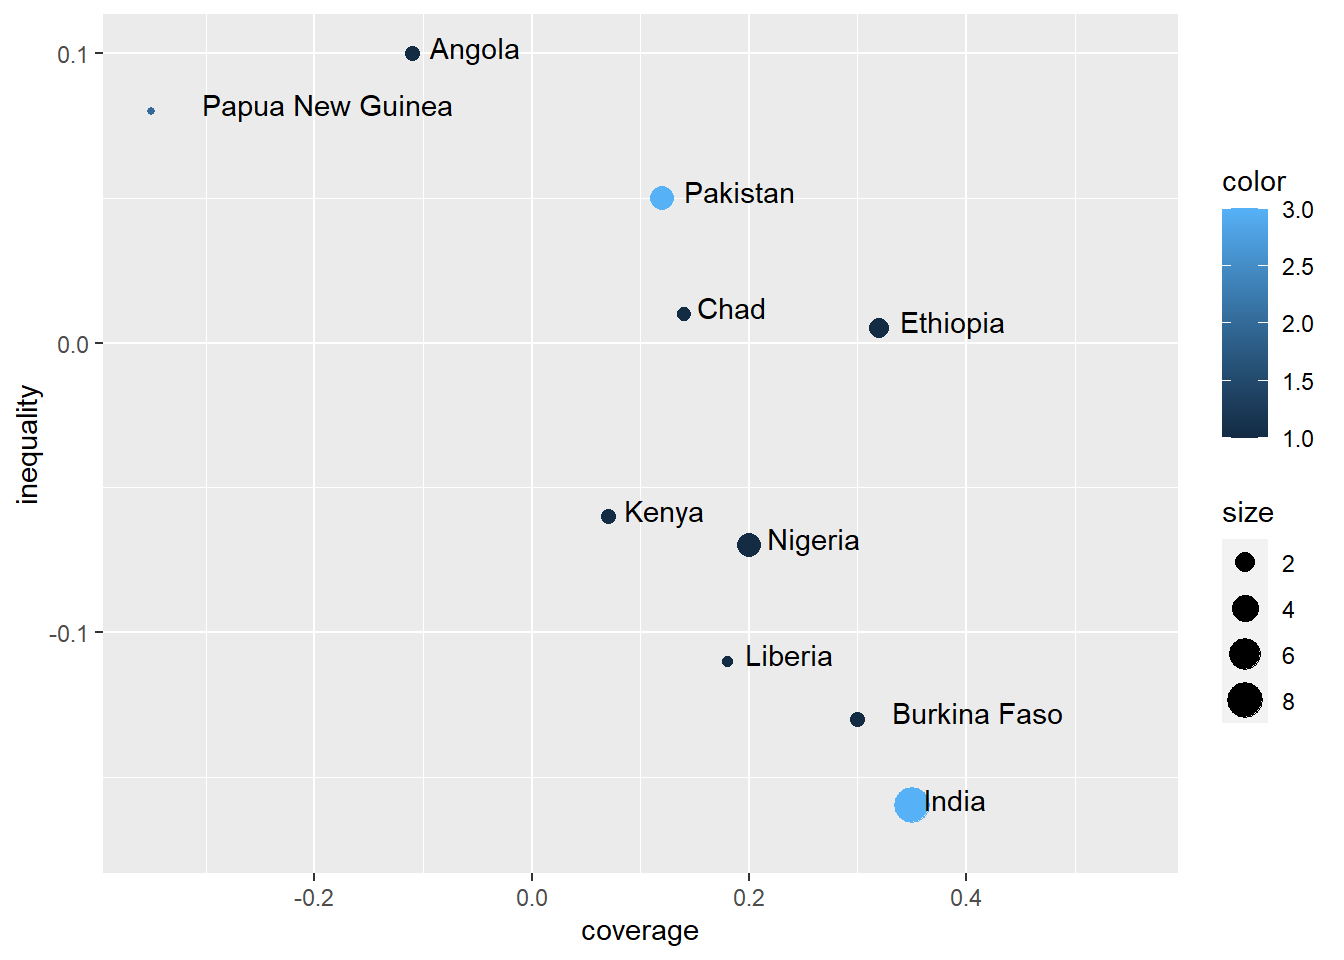 0.1
0.0
-0.1
inequality
Angola
Papua New Guinea
Pakistan
Chad
Ethiopia
Kenya
Nigeria
Liberia
Burkina Faso
India
-0.2
0.0
0.2
0.4
coverage
color
3.0
2.5
2.0
1.5
1.0
size
2
4
6
8